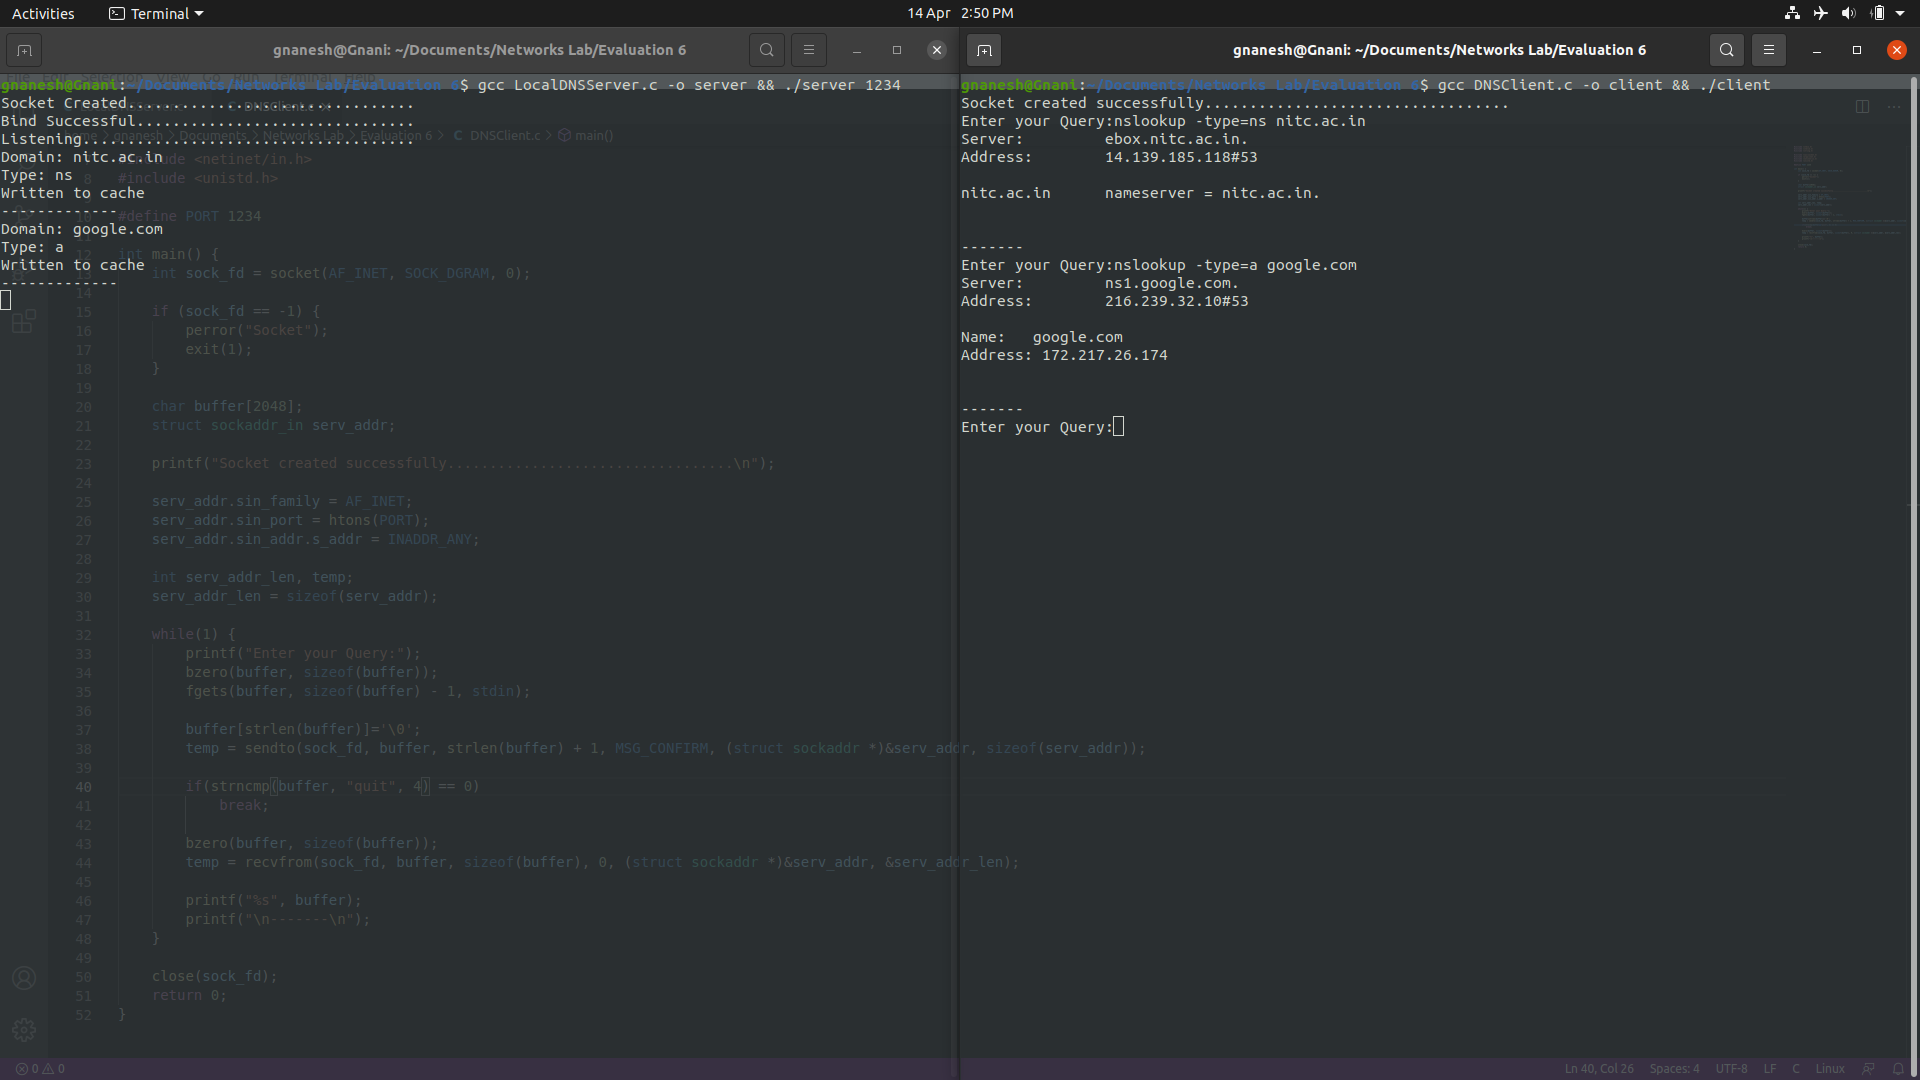 Activities
Terminal
14 Apr 2:50 PM
gnanesh@Gnani: ~/Documents/Networks Lab/Evaluation 6
gnanesh@Gnani:~/Documents/Networks Lab/Evaluation 6$ gcc LocalDNSServer.c -o server && ./server 1234
Socket Created................................
Bind Successful...............................
Listening.....................................
Domain: nitc.ac.in
Type: ns
Written to cache
-------------
Domain: google.com
Type: a
Written to cache
-------------
File Edit Selection View Go Run Terminal Help
DNSClient.c ×
home > gnanesh > Documents > Networks Lab > Evaluation 6 > C DNSClient.c > main()
#include <netinet/in.h>
8 #include <unistd.h>
10 #define PORT 1234
11
12 int main() {
13 int sock_fd = socket(AF_INET, SOCK_DGRAM, 0);
14
15 if (sock_fd == -1) {
16 perror("Socket");
17 exit(1);
18 }
19
20 char buffer[2048];
21 struct sockaddr_in serv_addr;
22
23 printf("Socket created successfully..................................\n");
24
25 serv_addr.sin_family = AF_INET;
26 serv_addr.sin_port = htons(PORT);
27 serv_addr.sin_addr.s_addr = INADDR_ANY;
28
29 int serv_addr_len, temp;
30 serv_addr_len = sizeof(serv_addr);
31
32 while(1) {
33 printf("Enter your Query:");
34 bzero(buffer, sizeof(buffer));
35 fgets(buffer, sizeof(buffer) - 1, stdin);
36
37 buffer[strlen(buffer)]='\0';
38 temp = sendto(sock_fd, buffer, strlen(buffer) + 1, MSG_CONFIRM, (struct sockaddr *)&serv_addr, sizeof(serv_addr));
39
40 if(strncmp(buffer, "quit", 4) == 0)
41 break;
42
43 bzero(buffer, sizeof(buffer));
44 temp = recvfrom(sock_fd, buffer, sizeof(buffer), 0, (struct sockaddr *)&serv_addr, &serv_addr_len);
45
46 printf("%s", buffer);
47 printf("\n-------\n");
48 }
49
50 close(sock_fd);
51 return 0;
52 }
0 0
gnanesh@Gnani: ~/Documents/Networks Lab/Evaluation 6
gnanesh@Gnani:~/Documents/Networks Lab/Evaluation 6$ gcc DNSClient.c -o client && ./client
Socket created successfully..................................
Enter your Query:nslookup -type=ns nitc.ac.in
Server: ebox.nitc.ac.in.
Address: 14.139.185.118#53
nitc.ac.in nameserver = nitc.ac.in.
-------
Enter your Query:nslookup -type=a google.com
Server: ns1.google.com.
Address: 216.239.32.10#53
Name: google.com
Address: 172.217.26.174
-------
Enter your Query:
Ln 40, Col 26 Spaces: 4 UTF-8 LF C Linux